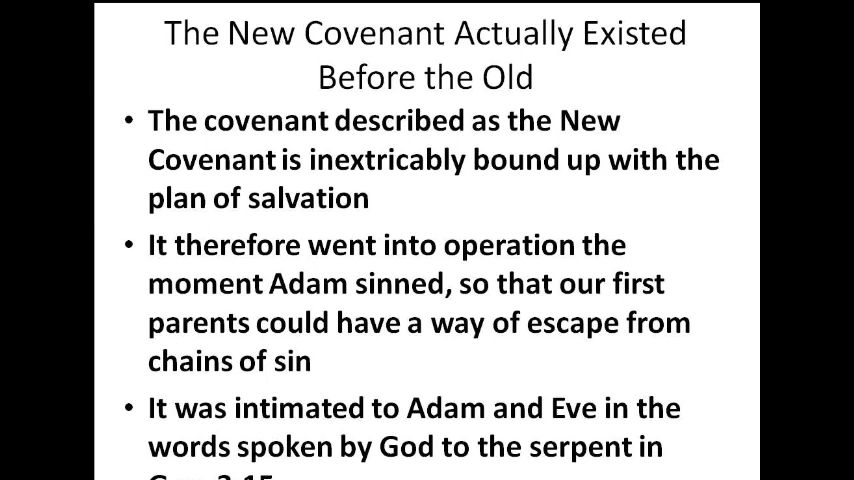 The New Covenant Actually Existed
Before the Old
• The covenant described as the New
Covenant is inextricably bound up with the
plan of salvation
• It therefore went into operation the
moment Adam sinned, so that our first
parents could have a way of escape from
chains of sin
• It was intimated to Adam and Eve in the
words spoken by God to the serpent in